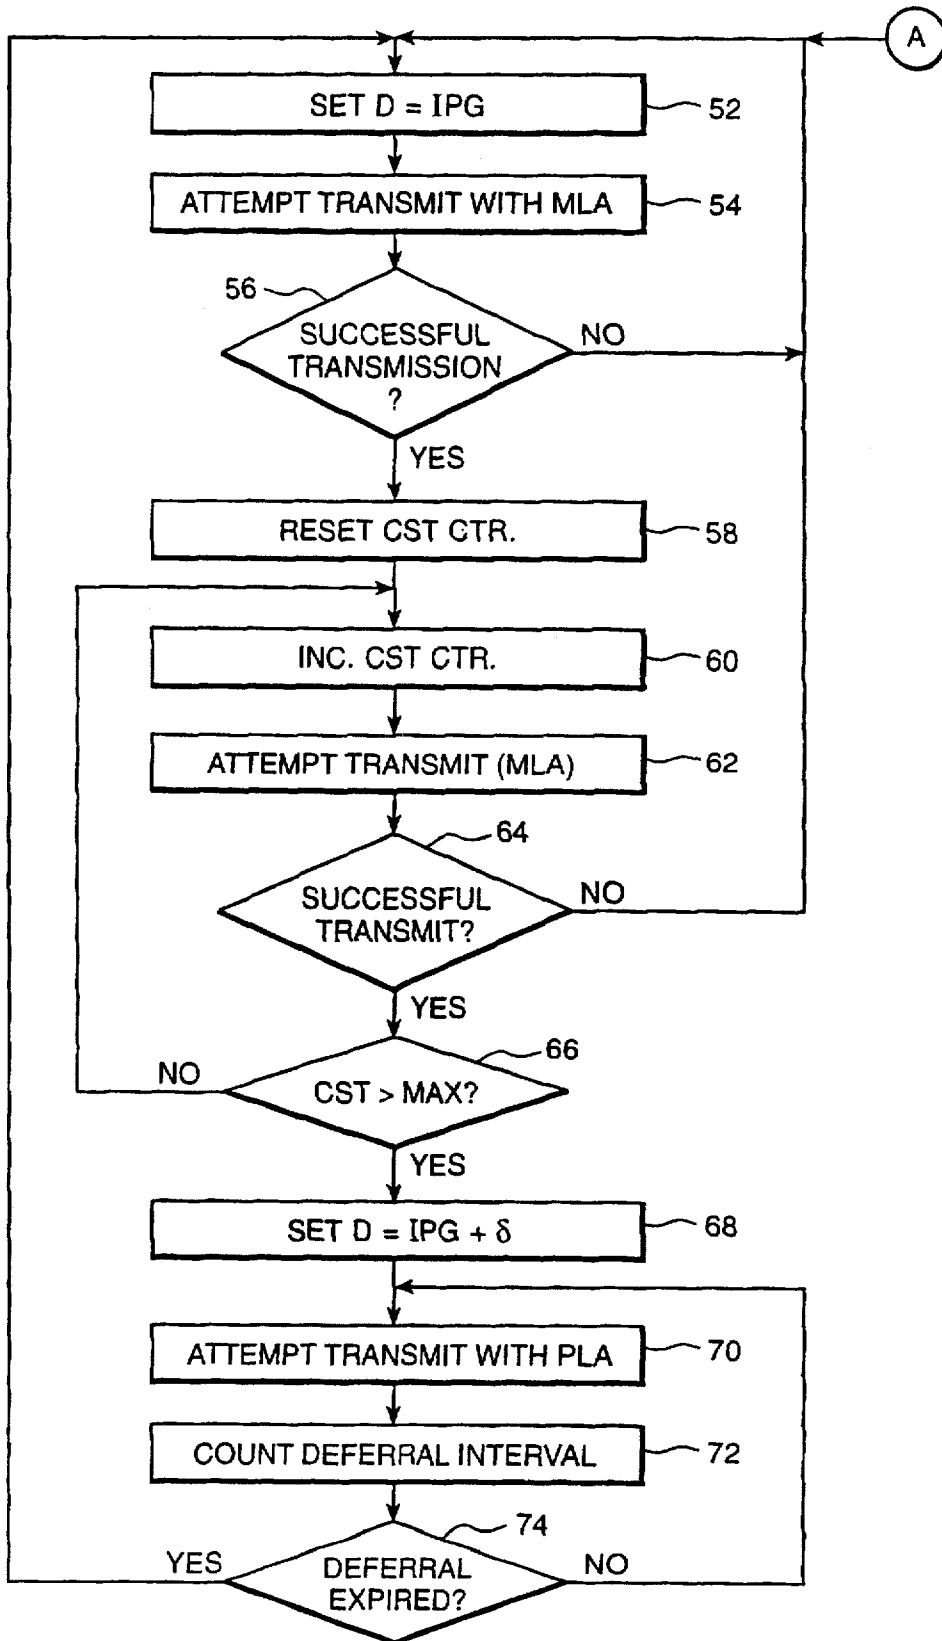 A
SET D = IPG
52
ATTEMPT TRANSMIT WITH MLA
54
56
SUCCESSFUL
TRANSMISSION
?
NO
YES
RESET CST CTR.
58
INC. CST CTR.
60
ATTEMPT TRANSMIT (MLA)
62
64
SUCCESSFUL
TRANSMIT?
NO
YES
66
NO
CST > MAX?
YES
SET D = IPG + δ
68
ATTEMPT TRANSMIT WITH PLA
70
COUNT DEFERRAL INTERVAL
72
74
YES
DEFERRAL
EXPIRED?
NO